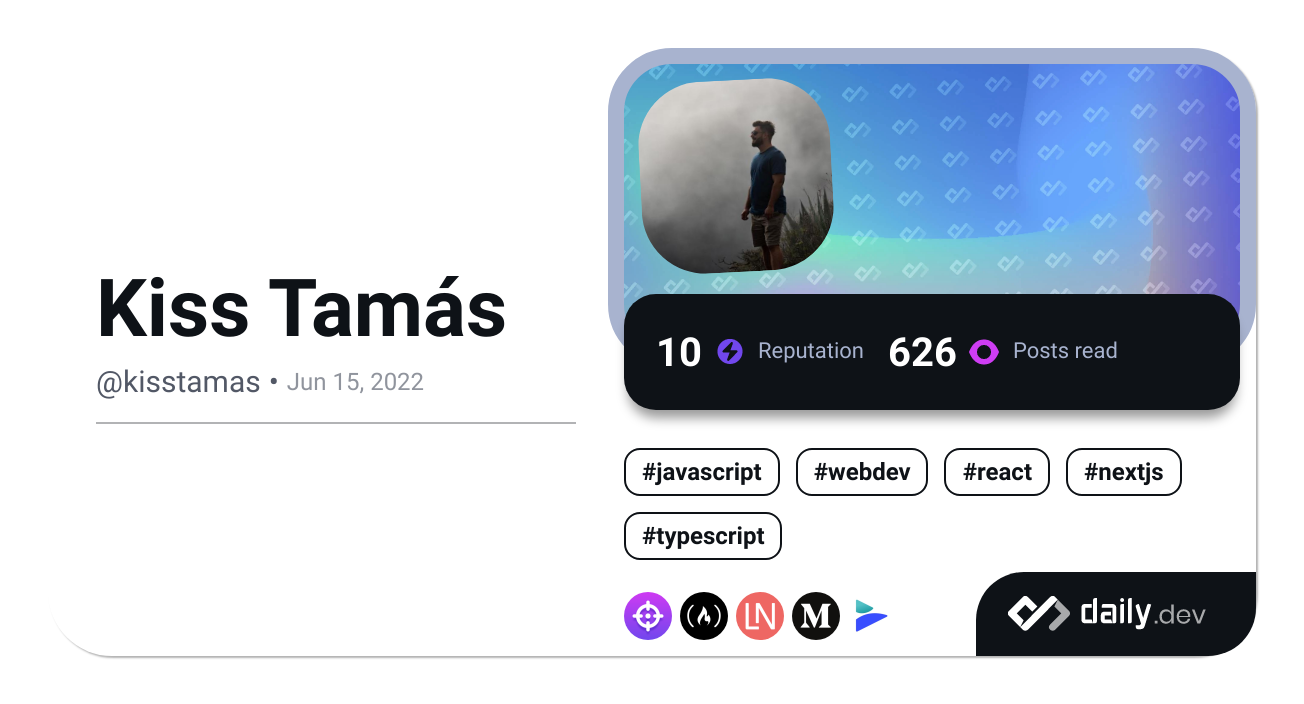 Kiss Tamás
@kisstamas • Jun 15, 2022
10 Reputation 626 Posts read
#javascript #webdev #react #nextjs
#typescript
LN M
daily.dev